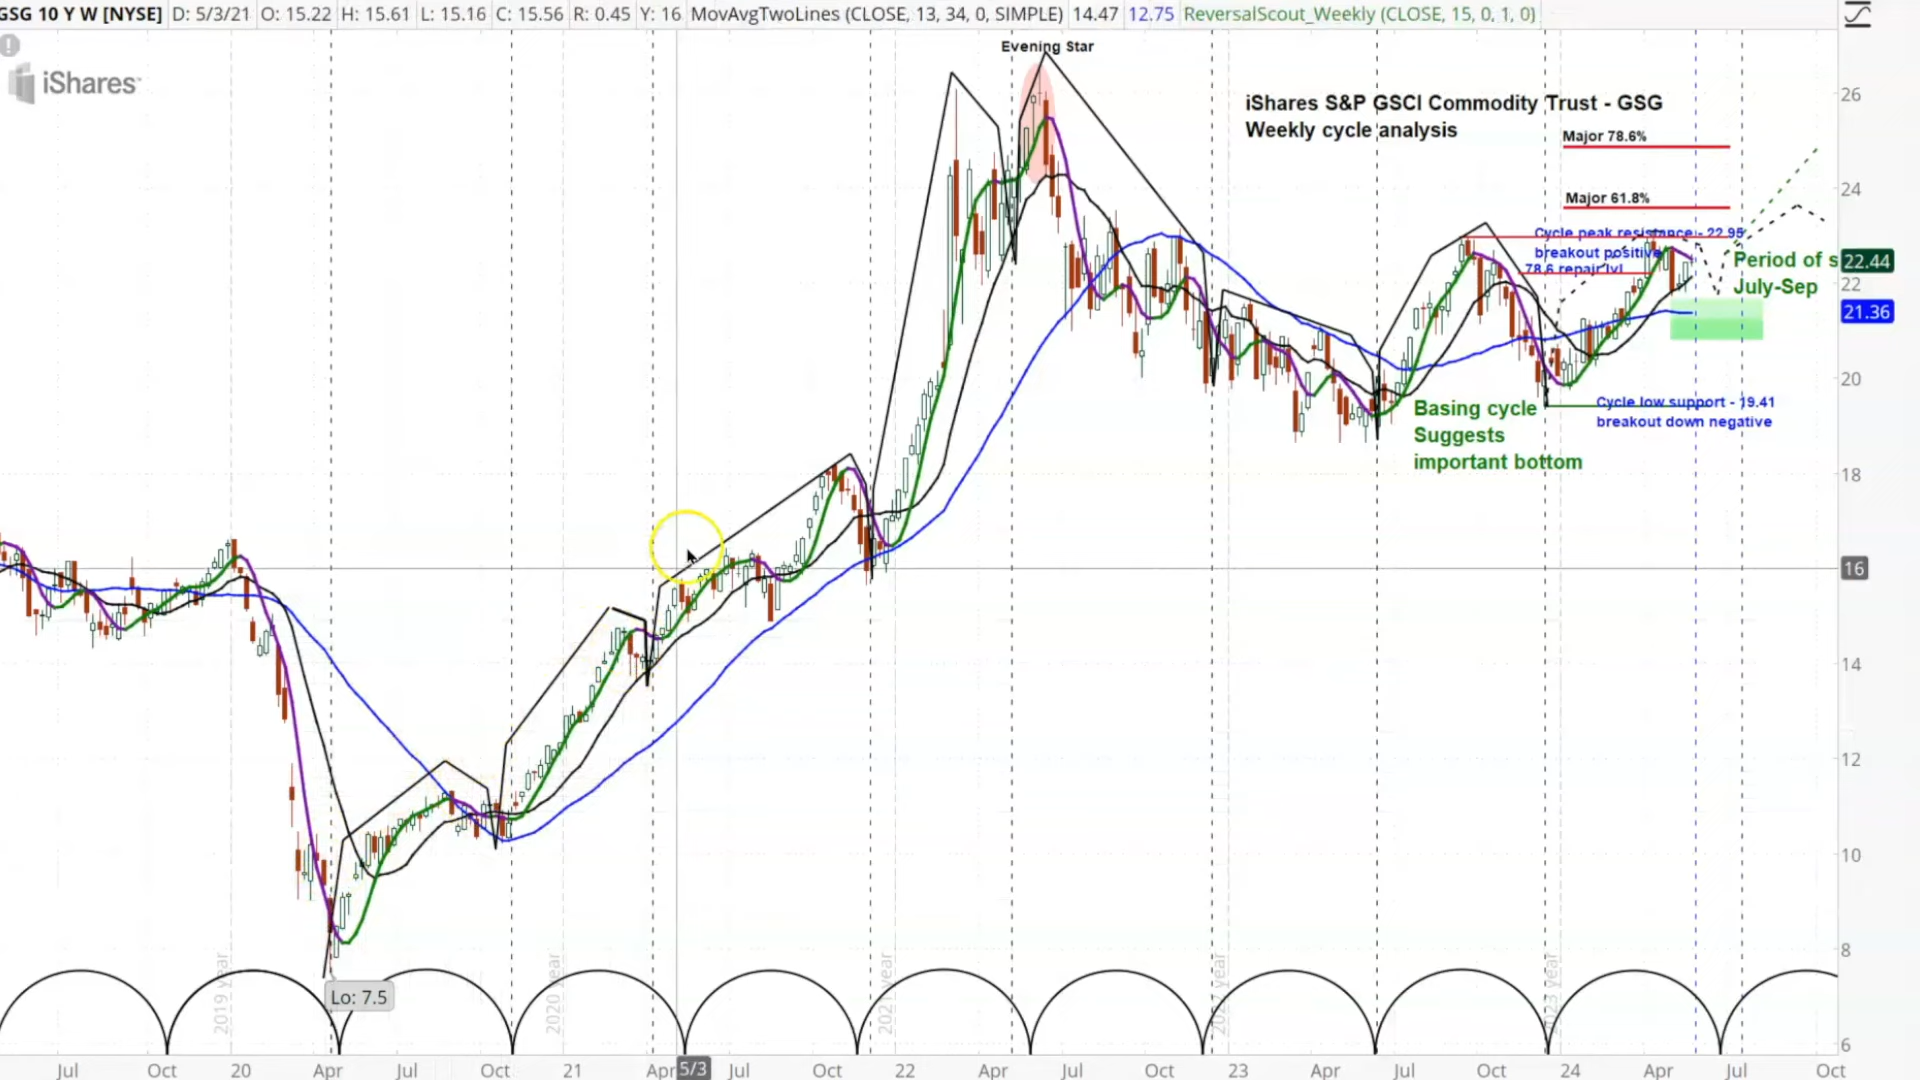 GSG 10 Y W [NYSE] D: 5/3/21 O: 15.22 H: 15.61 L: 15.16 C: 15.56 R: 0.45 Y: 16 MovAvgTwoLines (CLOSE, 13, 34, 0, SIMPLE) 14.47 12.75 ReversalScout_Weekly (CLOSE, 15, 0, 1, 0)
iShares
Evening Star
iShares S&P GSCI Commodity Trust - GSG
Weekly cycle analysis
Major 78.6%
Major 61.8%
Cycle peak resistance - 22.95
breakout positive
78.6 repair lvl
Period of s
July-Sep
Basing cycle
Suggests
important bottom
Cycle low support - 19.41
breakout down negative
26
24
22.44
22
21.36
20
18
16
14
12
10
8
6
Lo: 7.5
2019 year
2020 year
2021 year
2022 year
2023 year
Jul Oct 20 Apr Jul Oct 21 Apr 5/3 Jul Oct 22 Apr Jul Oct 23 Apr Jul Oct 24 Apr Jul Oct